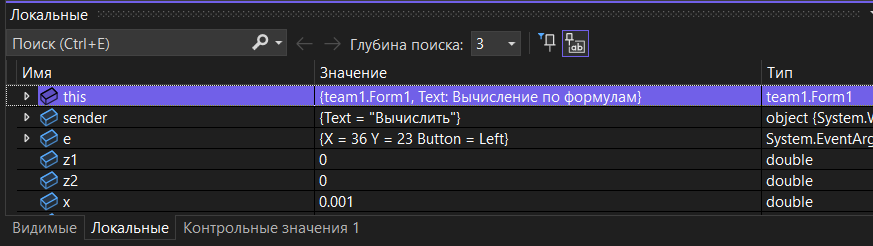 Локальные
Поиск (Ctrl+E) Глубина поиска: 3
Имя Значение Тип
this {team1.Form1, Text: Вычисление по формулам} team1.Form1
sender {Text = "Вычислить"} object {System.V
e {X = 36 Y = 23 Button = Left} System.EventArg
z1 0 double
z2 0 double
x 0.001 double
Видимые Локальные Контрольные значения 1